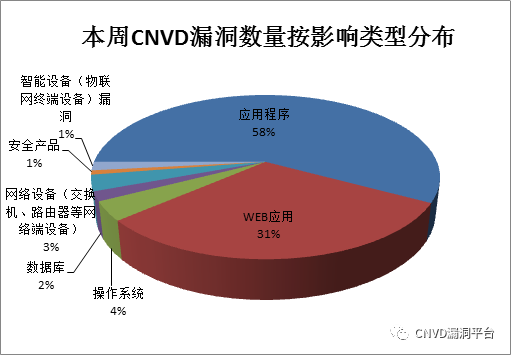 本周CNVD漏洞数量按影响类型分布
智能设备（物联
网终端设备）漏
洞
1%
安全产品
1%
网络设备（交换
机、路由器等网
络端设备）
3%
数据库
2%
操作系统
4%
应用程序
58%
WEB应用
31%
CNVD漏洞平台